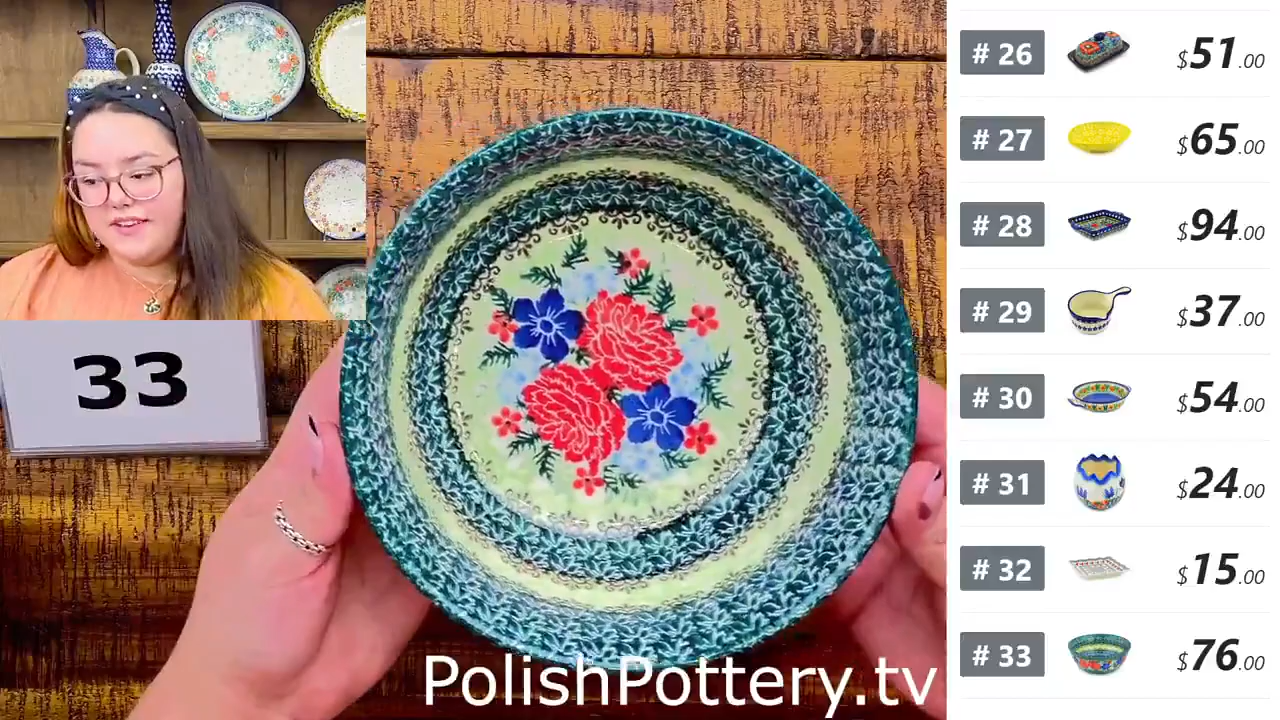 33
PolishPottery.tv
# 26 $51.00
# 27 $65.00
# 28 $94.00
# 29 $37.00
# 30 $54.00
# 31 $24.00
# 32 $15.00
# 33 $76.00